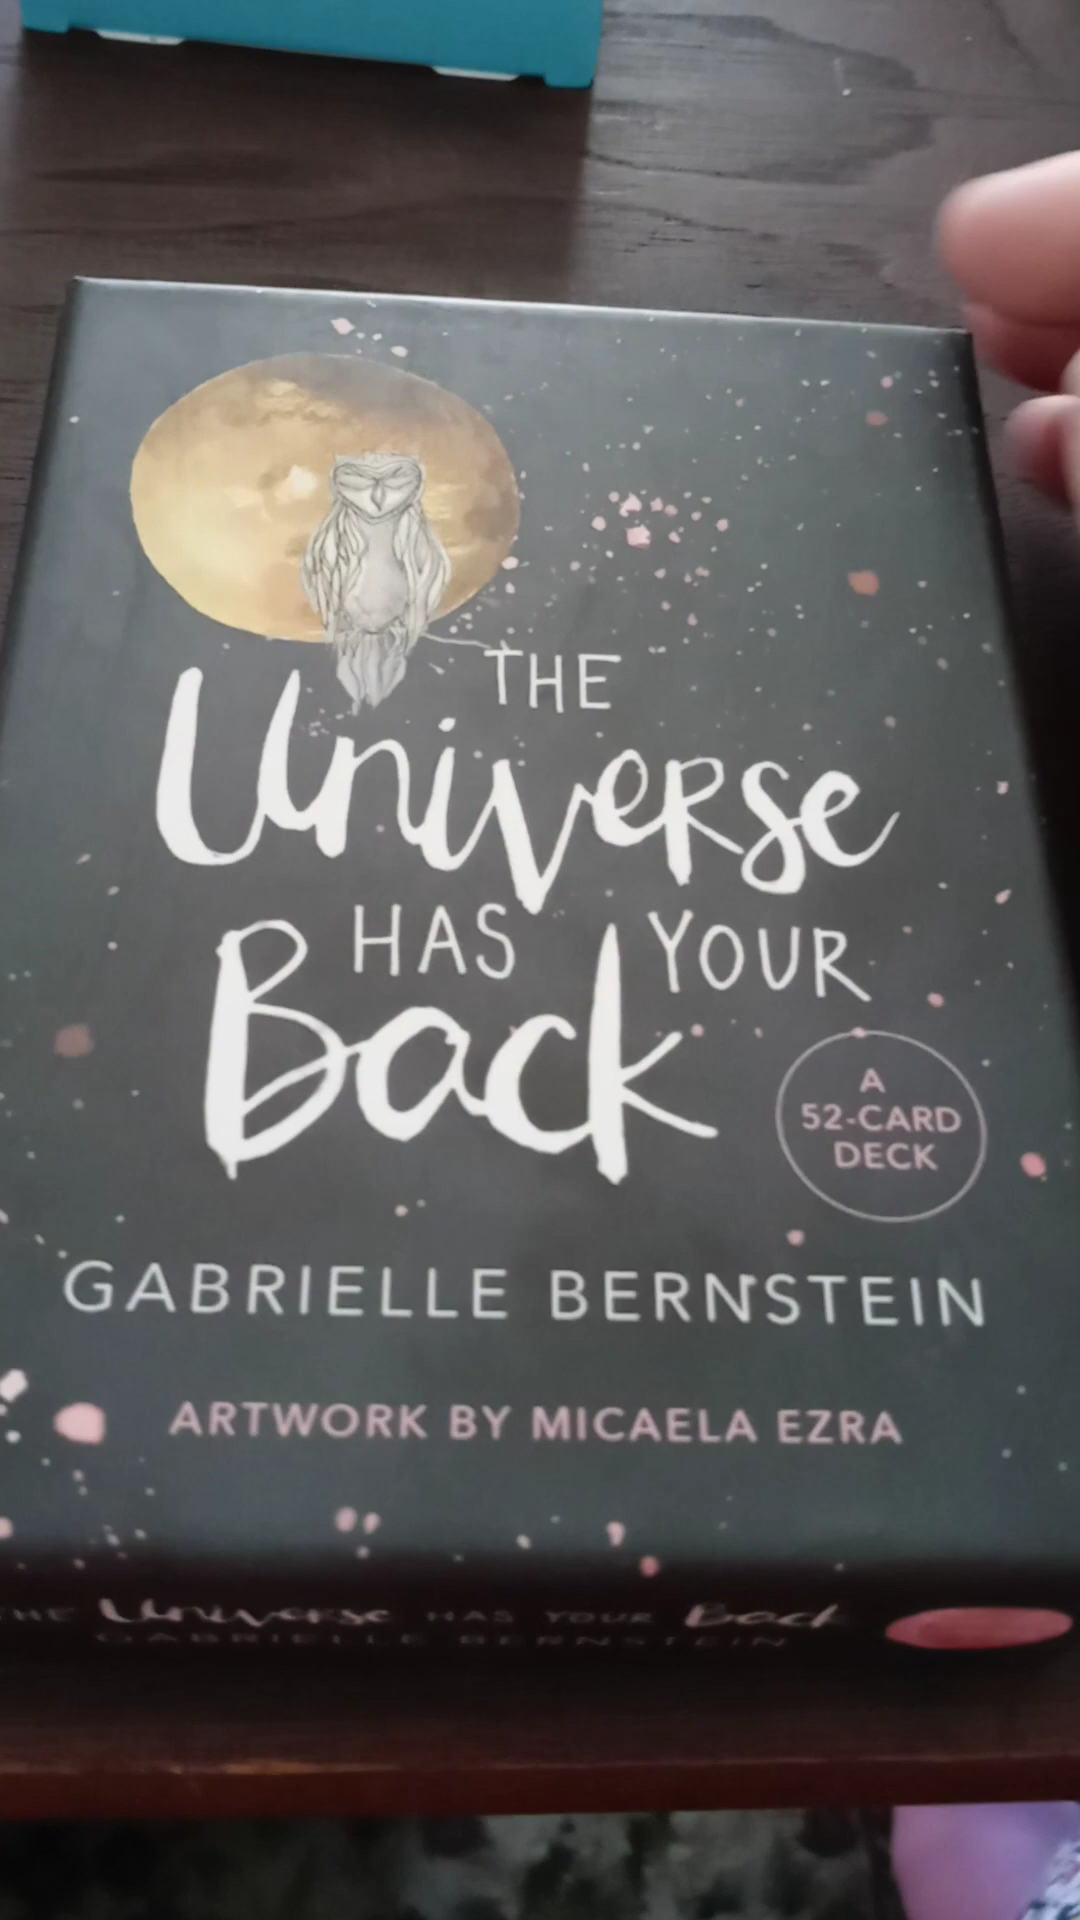 THE
Universe
HAS YOUR
Back
A
52-CARD
DECK
GABRIELLE BERNSTEIN
ARTWORK BY MICAELA EZRA
THE Universe HAS YOUR Back
GABRIELLE BERNSTEIN